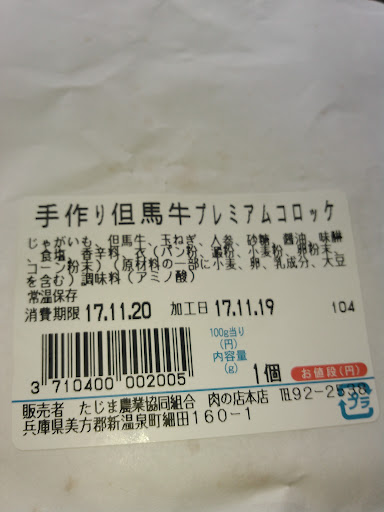 手作り但馬牛プレミアムコロッケ
じゃがいも、但馬牛、玉ねぎ、人参、砂糖、醤油、味醂
、食塩、香辛料、水（パン粉、澱粉、小麦粉、卵粉末、
コーン粉末）（原材料の一部に小麦、卵、乳成分、大豆
を含む）調味料（アミノ酸）
常温保存
消費期限 17.11.20 加工日 17.11.19 104
100g当り
(円)
内容量
(g)
1個 お値段(円)
3 710400 002005
販売者 たじま農業協同組合 肉の店本店 TEL92-2538
兵庫県美方郡新温泉町細田160-1
プラ